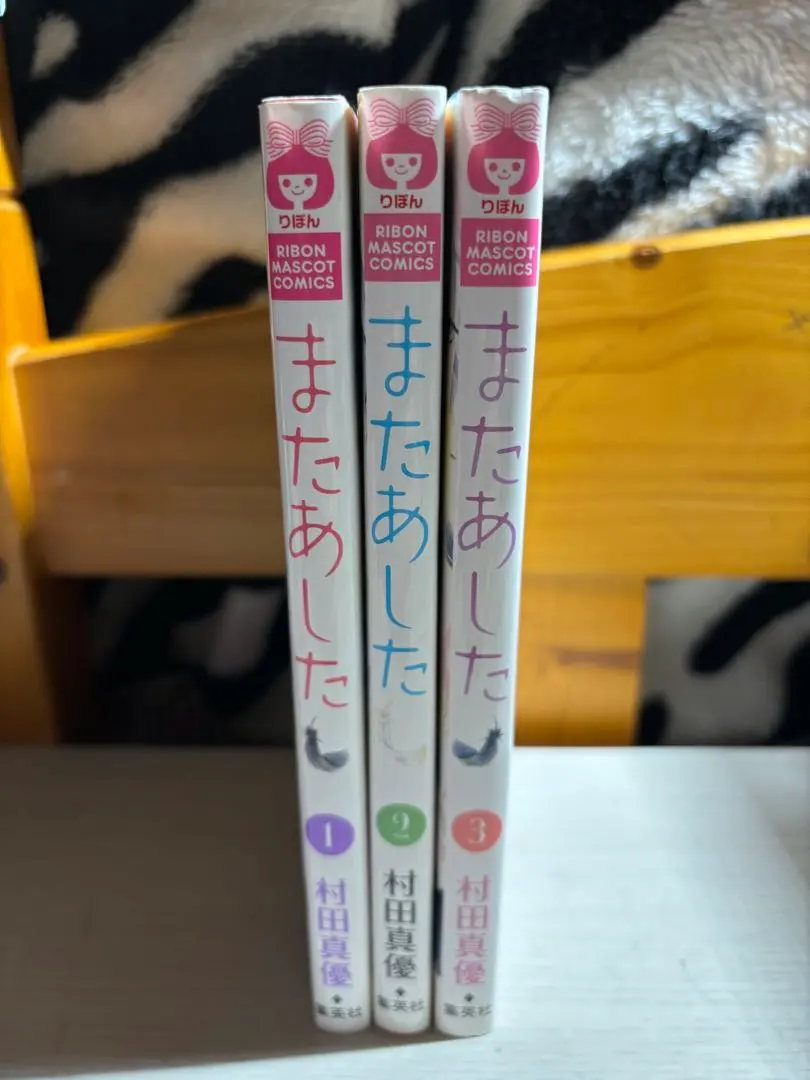 りぼん
RIBON
MASCOT
COMICS
またあした
1
村田真優
集英社
りぼん
RIBON
MASCOT
COMICS
またあした
2
村田真優
集英社
りぼん
RIBON
MASCOT
COMICS
またあした
3
村田真優
集英社